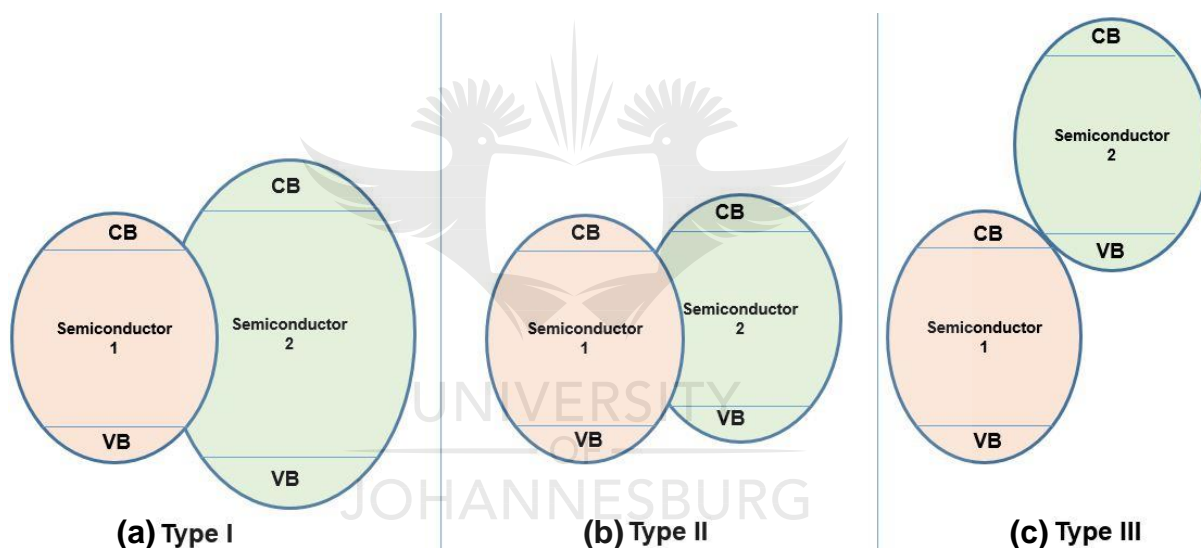 CB
Semiconductor
1
VB
CB
Semiconductor
2
VB
(a) Type I
CB
Semiconductor
1
VB
CB
Semiconductor
2
VB
(b) Type II
CB
Semiconductor
2
VB
CB
Semiconductor
1
VB
(c) Type III
UNIVERSITY
OF
JOHANNESBURG